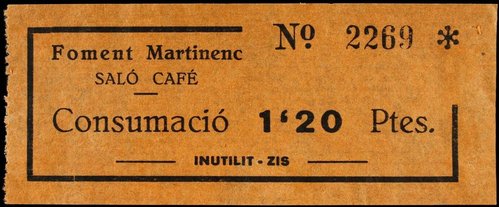 Foment Martinenc
Nº 2269 *
SALÓ CAFÉ
Consumació 1'20 Ptes.
INUTILIT-ZIS